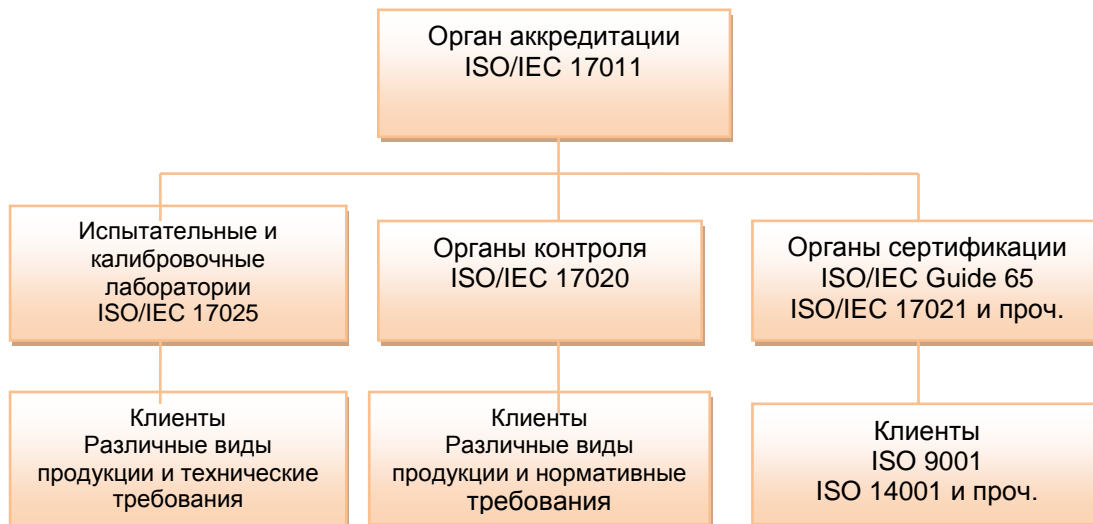 Орган аккредитации
ISO/IEC 17011
Испытательные и
калибровочные
лаборатории
ISO/IEC 17025
Органы контроля
ISO/IEC 17020
Органы сертификации
ISO/IEC Guide 65
ISO/IEC 17021 и проч.
Клиенты
Различные виды
продукции и технические
требования
Клиенты
Различные виды
продукции и нормативные
требования
Клиенты
ISO 9001
ISO 14001 и проч.